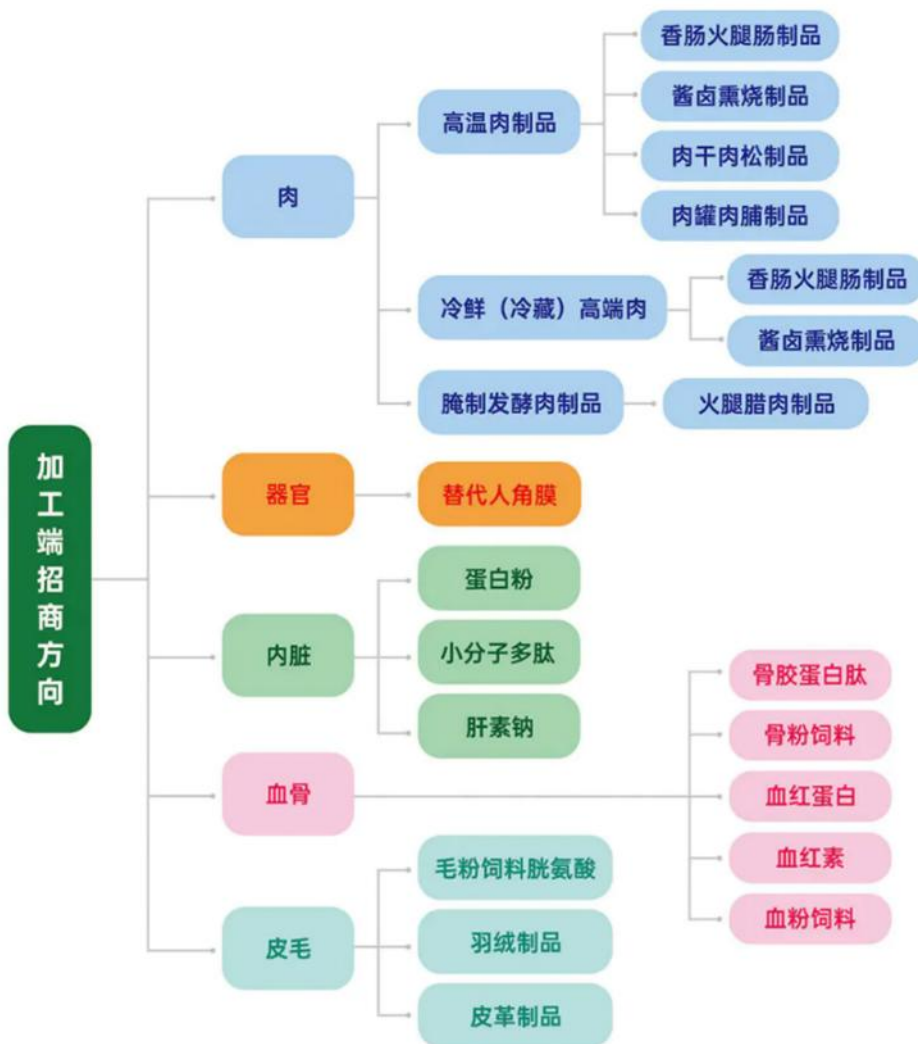 加工端招商方向
肉
高温肉制品
香肠火腿肠制品
酱卤熏烧制品
肉干肉松制品
肉罐肉脯制品
冷鲜（冷藏）高端肉
香肠火腿肠制品
酱卤熏烧制品
腌制发酵肉制品
火腿腊肉制品
器官
替代人角膜
内脏
蛋白粉
小分子多肽
肝素钠
血骨
骨胶蛋白肽
骨粉饲料
血红蛋白
血红素
血粉饲料
皮毛
毛粉饲料胱氨酸
羽绒制品
皮革制品